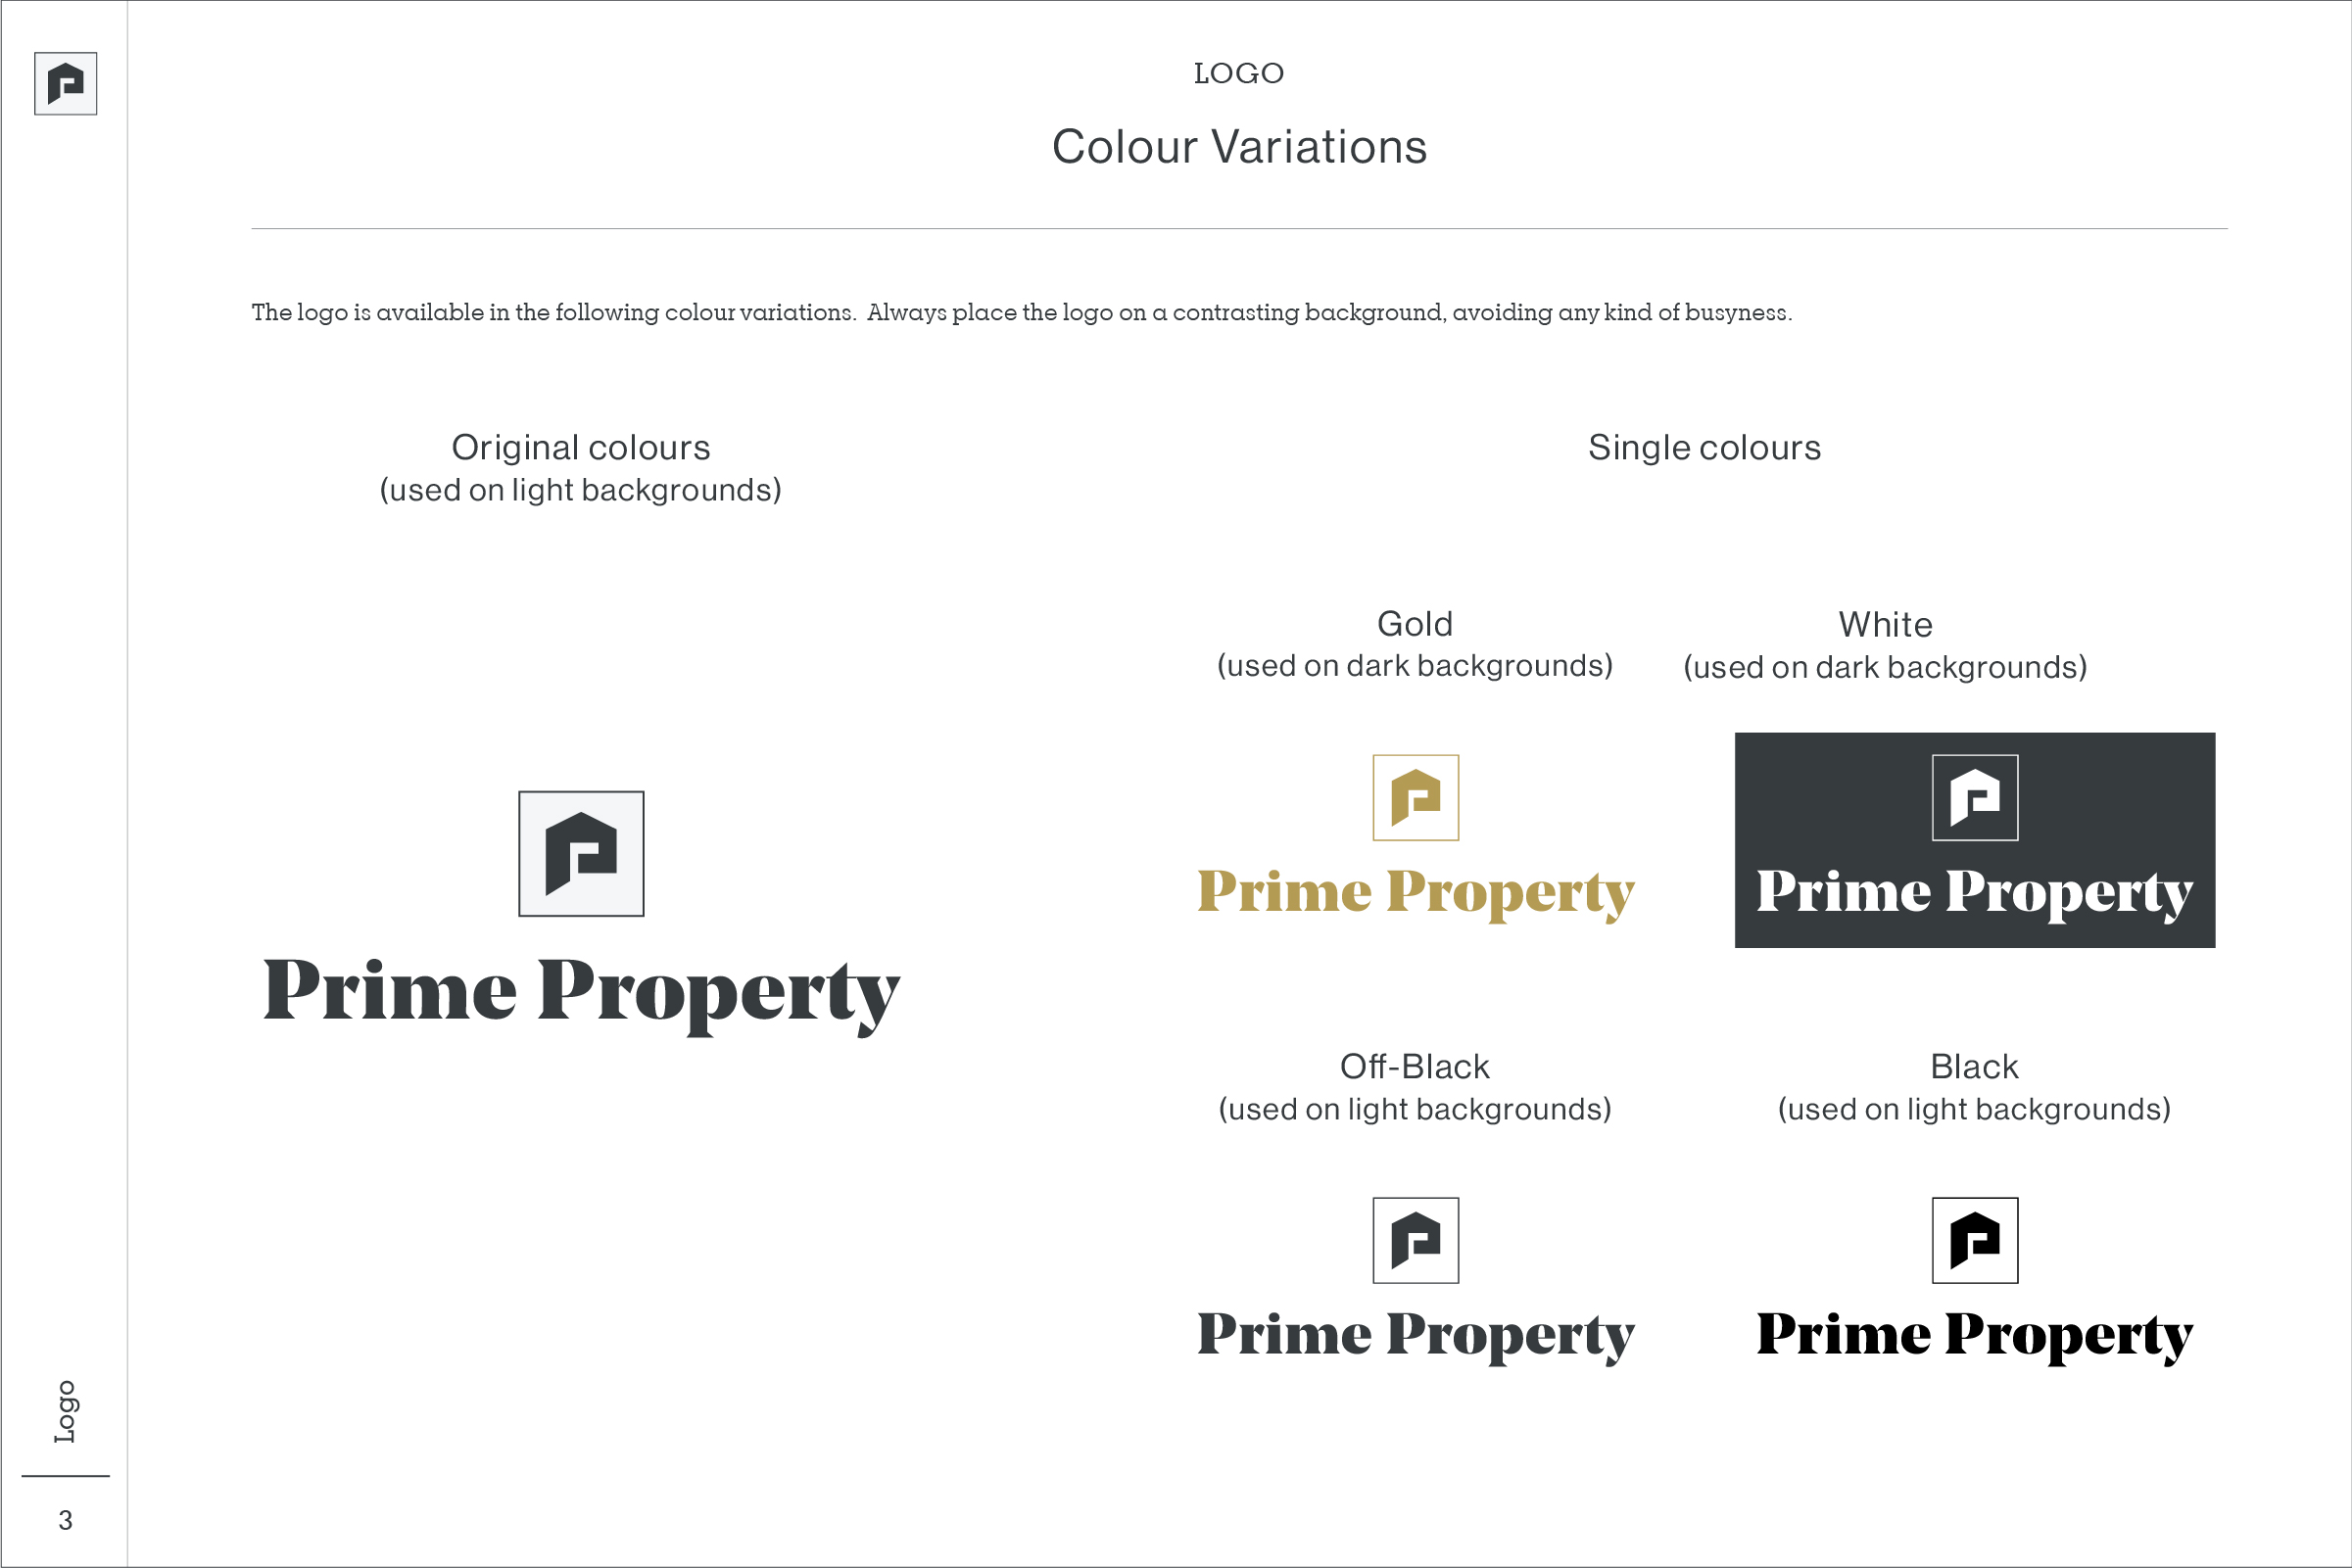 LOGO
Colour Variations
The logo is available in the following colour variations.  Always place the logo on a contrasting background, avoiding any kind of busyness.
Original colours
(used on light backgrounds)
Prime Property
Single colours
Gold
(used on dark backgrounds)
Prime Property
White
(used on dark backgrounds)
Prime Property
Off-Black
(used on light backgrounds)
Prime Property
Black
(used on light backgrounds)
Prime Property
Logo
3